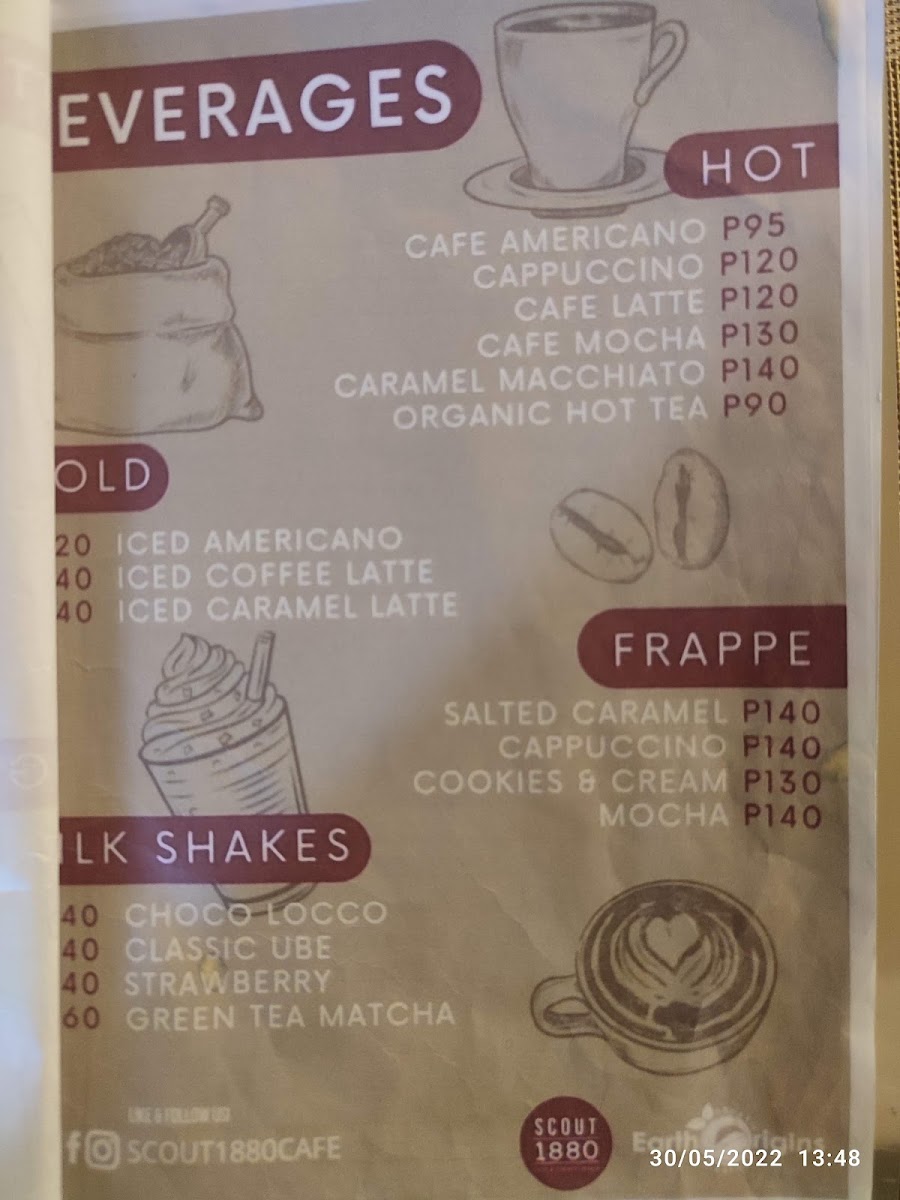 EVERAGES
HOT
CAFE AMERICANO P95
CAPPUCCINO P120
CAFE LATTE P120
CAFE MOCHA P130
CARAMEL MACCHIATO P140
ORGANIC HOT TEA P90
OLD
20 ICED AMERICANO
40 ICED COFFEE LATTE
40 ICED CARAMEL LATTE
FRAPPE
SALTED CARAMEL P140
CAPPUCCINO P140
COOKIES & CREAM P130
MOCHA P140
ILK SHAKES
40 CHOCO LOCCO
40 CLASSIC UBE
40 STRAWBERRY
60 GREEN TEA MATCHA
LIKE & FOLLOW US!
SCOUT1880CAFE
SCOUT
1880
Earth Origins
30/05/2022 13:48